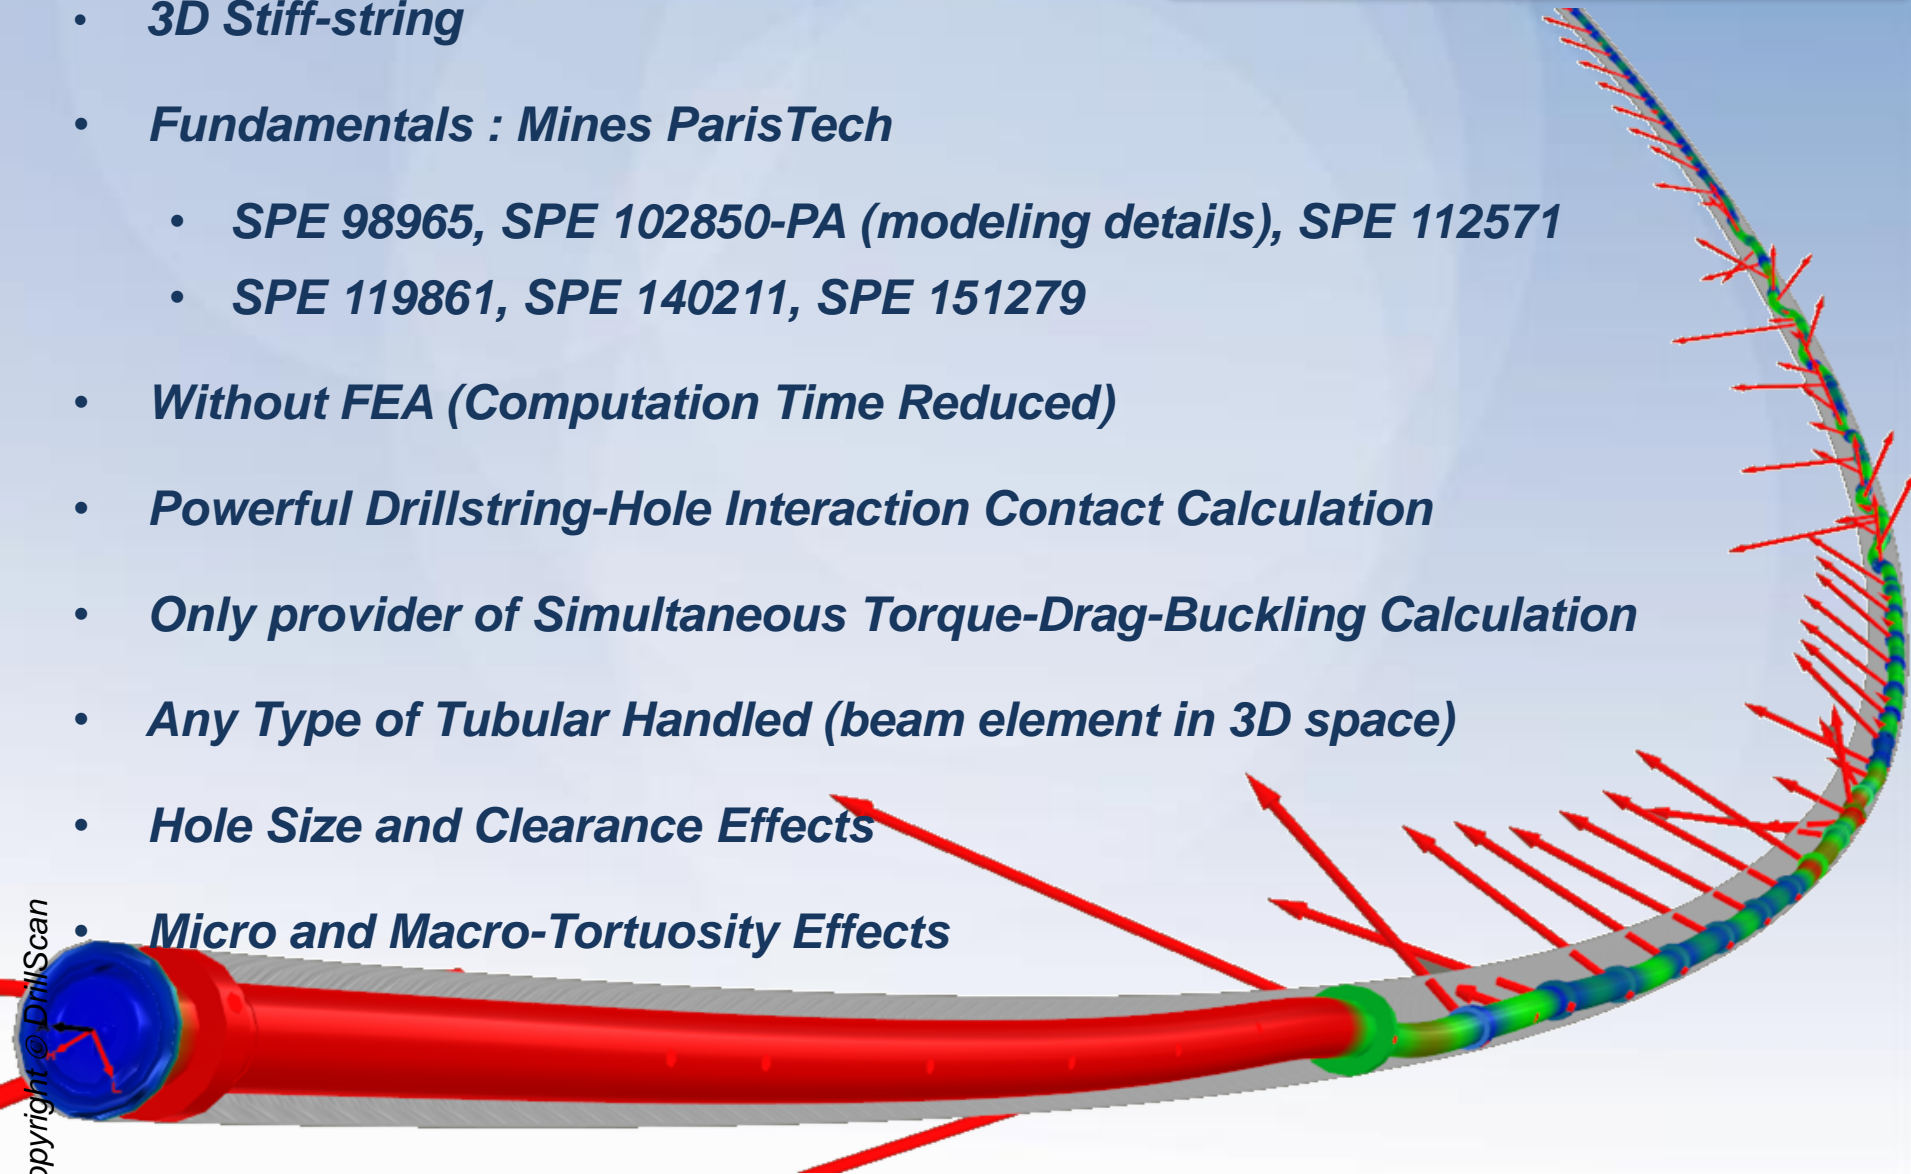 • 3D Stiff-string
• Fundamentals : Mines ParisTech
• SPE 98965, SPE 102850-PA (modeling details), SPE 112571
• SPE 119861, SPE 140211, SPE 151279
• Without FEA (Computation Time Reduced)
• Powerful Drillstring-Hole Interaction Contact Calculation
• Only provider of Simultaneous Torque-Drag-Buckling Calculation
• Any Type of Tubular Handled (beam element in 3D space)
• Hole Size and Clearance Effects
• Micro and Macro-Tortuosity Effects
opyright © DrillScan